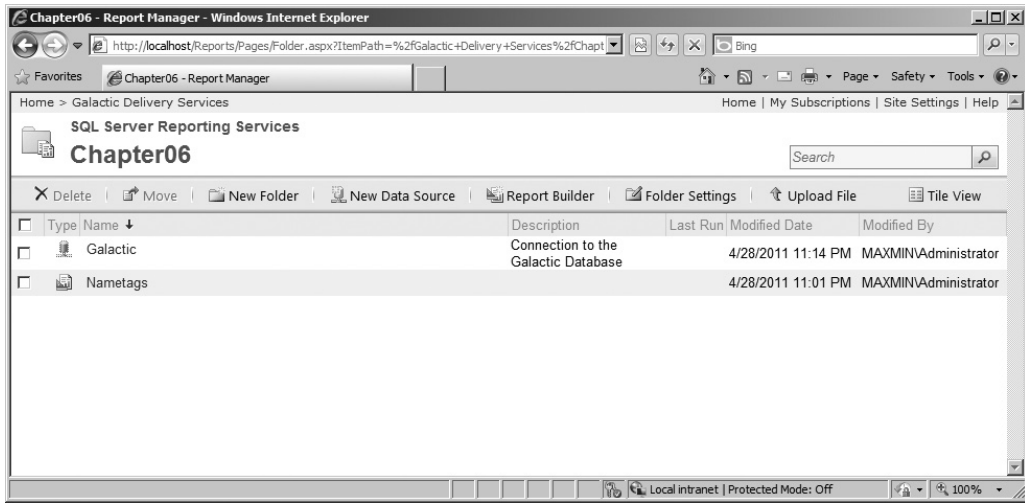 Chapter06 - Report Manager - Windows Internet Explorer
http://localhost/Reports/Pages/Folder.aspx?ItemPath=%2fGalactic+Delivery+Services%2fChapt
Bing
Favorites
Chapter06 - Report Manager
Page
Safety
Tools
Home > Galactic Delivery Services
Home | My Subscriptions | Site Settings | Help
SQL Server Reporting Services
Chapter06
Search
Delete | Move | New Folder | New Data Source | Report Builder | Folder Settings | Upload File Tile View
Type Name Description Last Run Modified Date Modified By
Galactic Connection to the Galactic Database 4/28/2011 11:14 PM MAXMIN\Administrator
Nametags 4/28/2011 11:01 PM MAXMIN\Administrator
Local intranet | Protected Mode: Off
100%